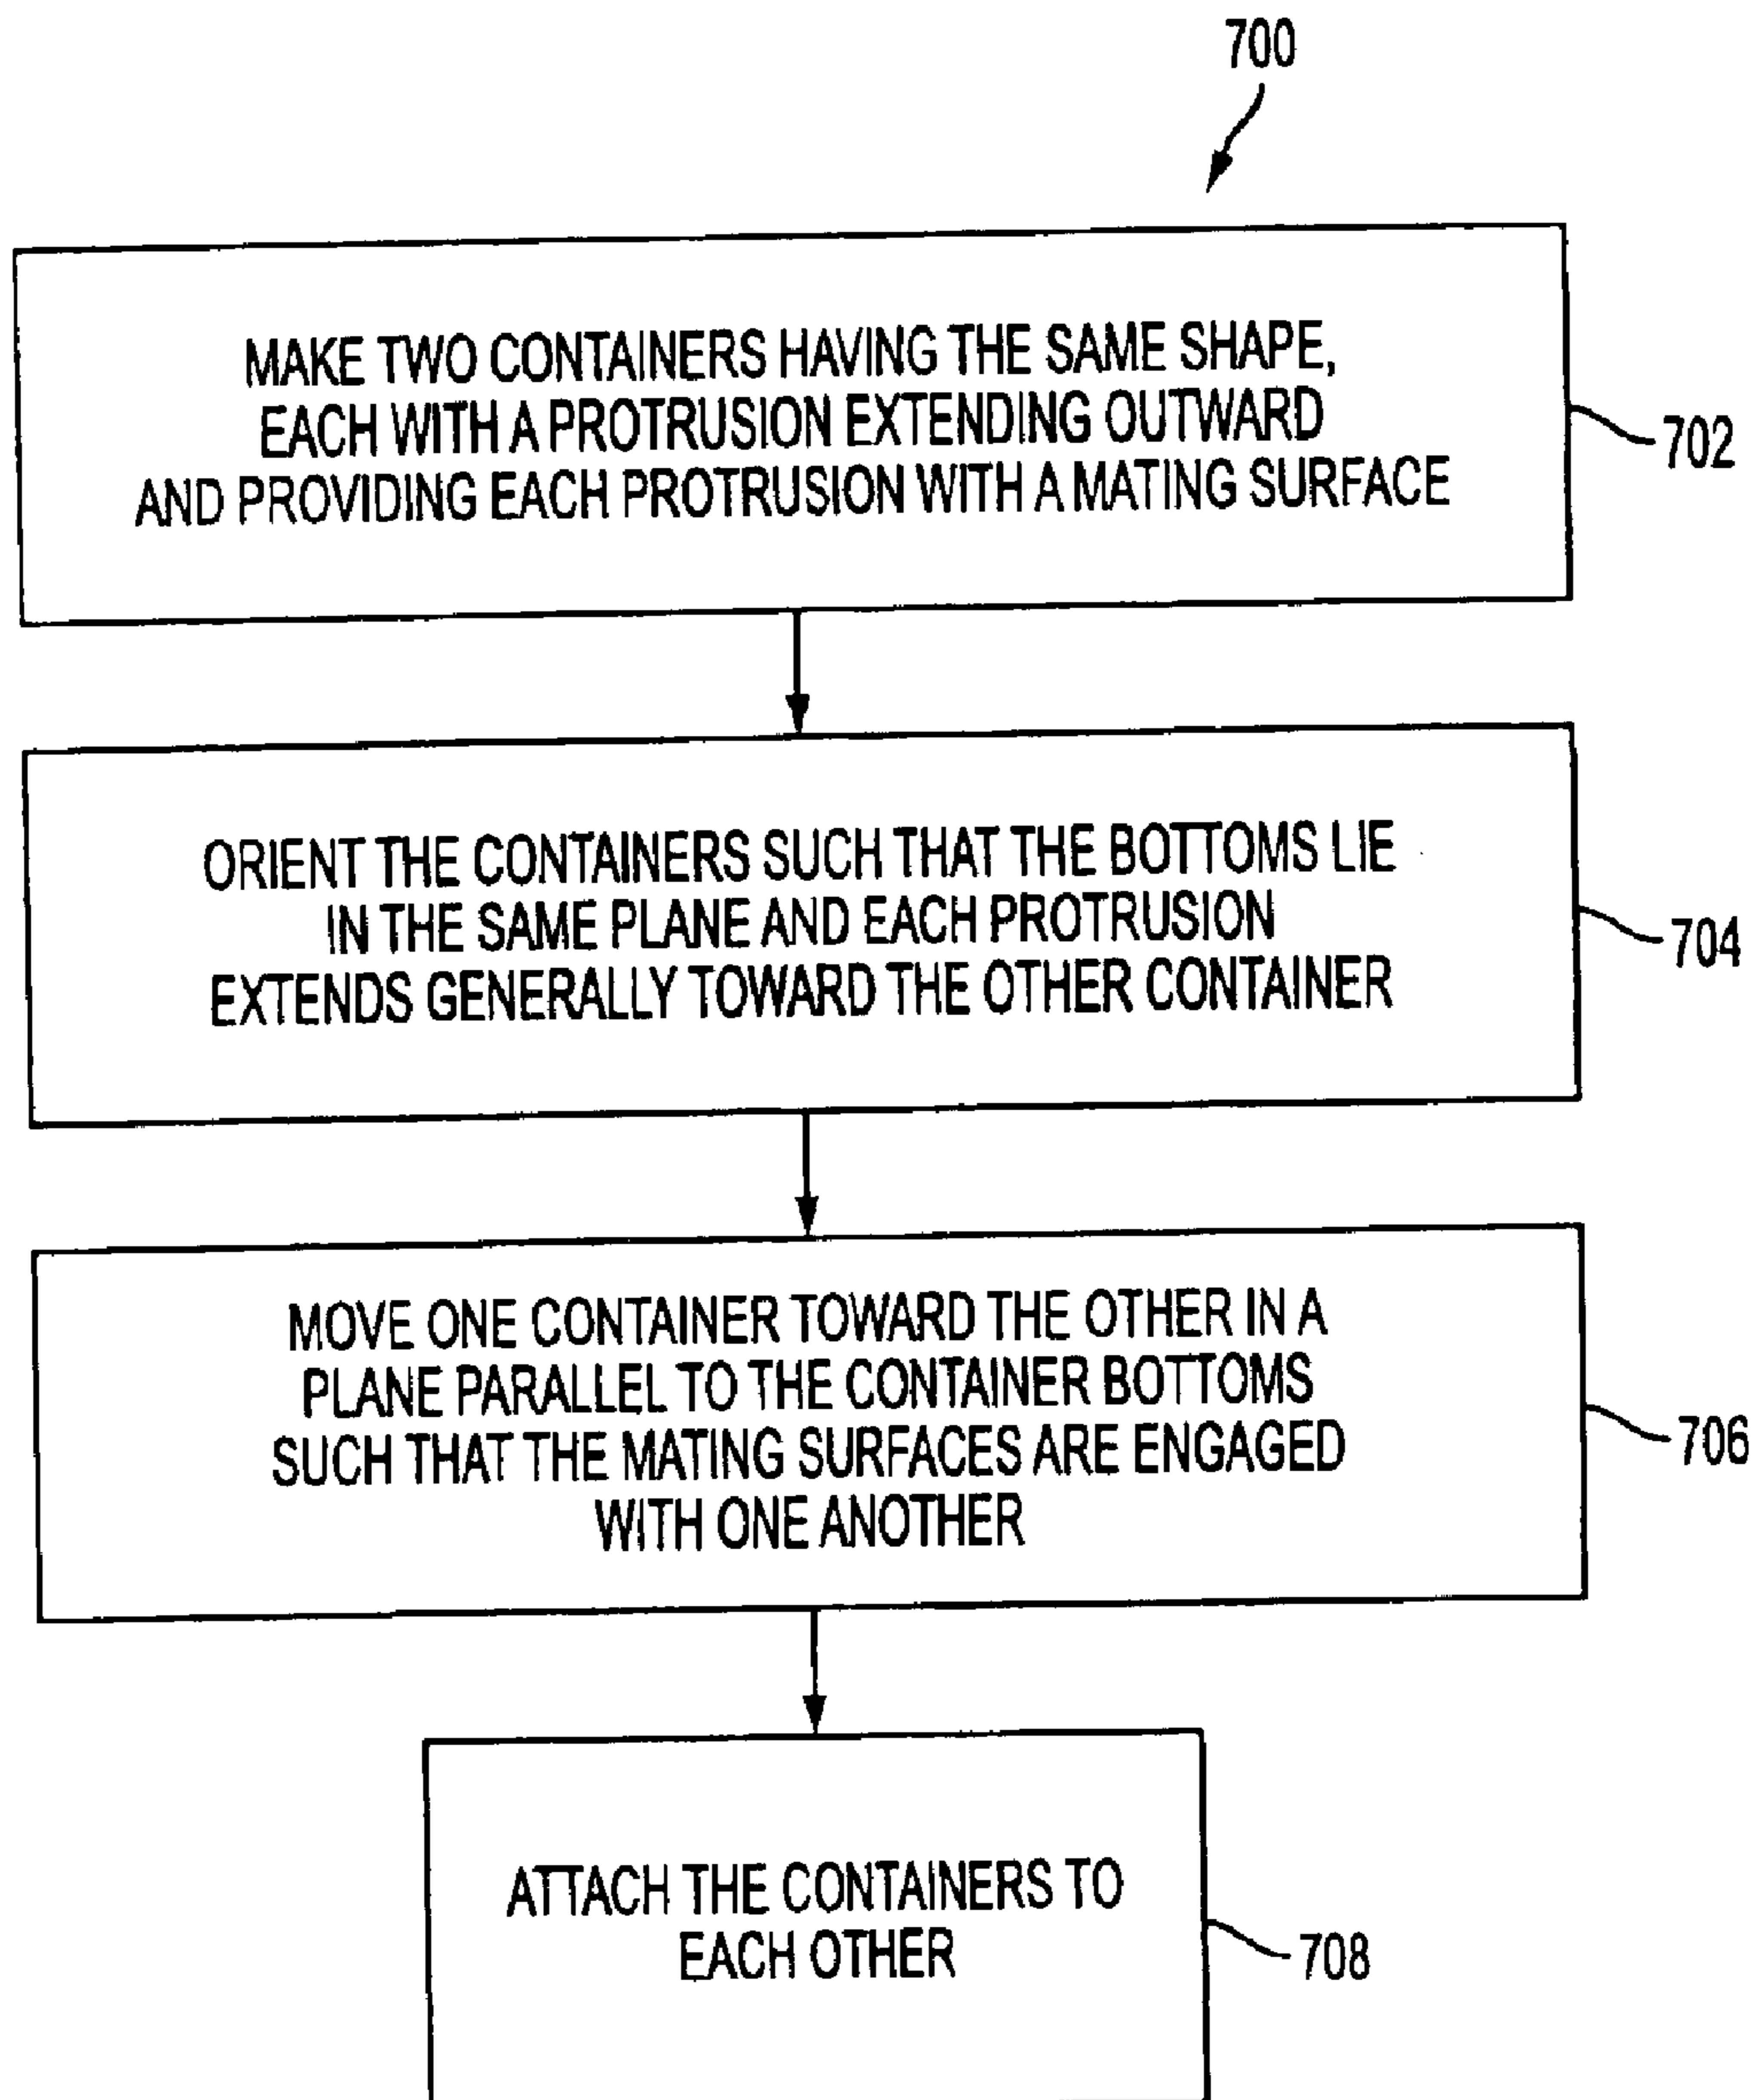 700
MAKE TWO CONTAINERS HAVING THE SAME SHAPE,
EACH WITH A PROTRUSION EXTENDING OUTWARD
AND PROVIDING EACH PROTRUSION WITH A MATING SURFACE
702
ORIENT THE CONTAINERS SUCH THAT THE BOTTOMS LIE
IN THE SAME PLANE AND EACH PROTRUSION
EXTENDS GENERALLY TOWARD THE OTHER CONTAINER
704
MOVE ONE CONTAINER TOWARD THE OTHER IN A
PLANE PARALLEL TO THE CONTAINER BOTTOMS
SUCH THAT THE MATING SURFACES ARE ENGAGED
WITH ONE ANOTHER
706
ATTACH THE CONTAINERS TO
EACH OTHER
708